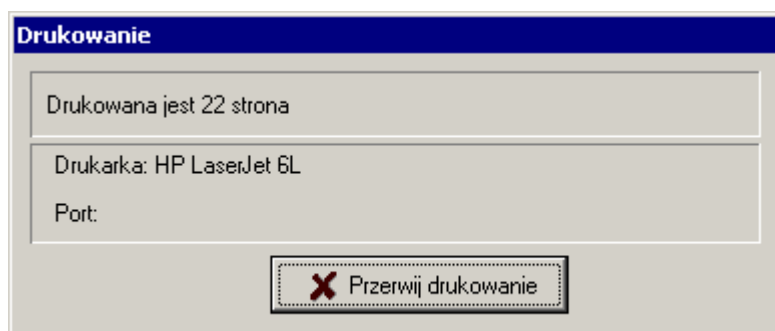 Drukowanie
Drukowana jest 22 strona
Drukarka: HP LaserJet 6L
Port:
Przerwij drukowanie